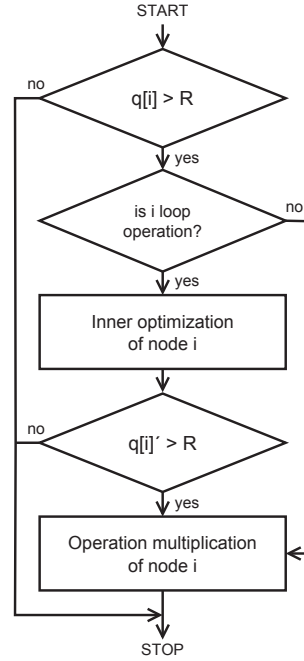 START
no
q[i] > R
yes
is i loop
operation?
no
yes
Inner optimization
of node i
no
q[i]´ > R
yes
Operation multiplication
of node i
STOP